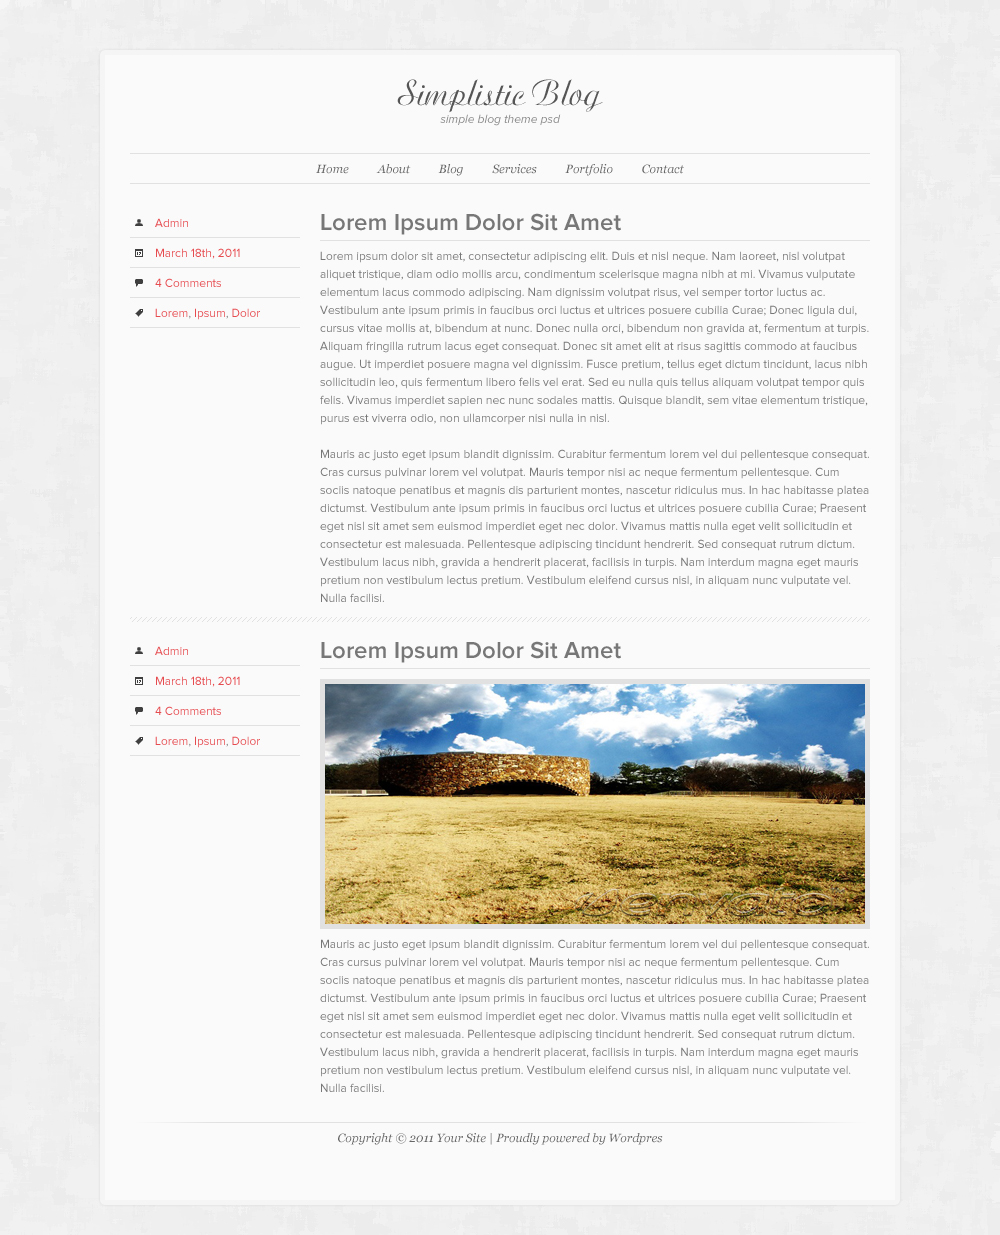 Simplistic Blog
simple blog theme psd
Home About Blog Services Portfolio Contact
Admin
March 18th, 2011
4 Comments
Lorem, Ipsum, Dolor
Lorem Ipsum Dolor Sit Amet
Lorem ipsum dolor sit amet, consectetur adipiscing elit. Duis et nisl neque. Nam laoreet, nisl volutpat
aliquet tristique, diam odio mollis arcu, condimentum scelerisque magna nibh at mi. Vivamus vulputate
elementum lacus commodo adipiscing. Nam dignissim volutpat risus, vel semper tortor luctus ac.
Vestibulum ante ipsum primis in faucibus orci luctus et ultrices posuere cubilia Curae; Donec ligula dui,
cursus vitae mollis at, bibendum at nunc. Donec nulla orci, bibendum non gravida at, fermentum at turpis.
Aliquam fringilla rutrum lacus eget consequat. Donec sit amet elit at risus sagittis commodo at faucibus
augue. Ut imperdiet posuere magna vel dignissim. Fusce pretium, tellus eget dictum tincidunt, lacus nibh
sollicitudin leo, quis fermentum libero felis vel erat. Sed eu nulla quis tellus aliquam volutpat tempor quis
felis. Vivamus imperdiet sapien nec nunc sodales mattis. Quisque blandit, sem vitae elementum tristique,
purus est viverra odio, non ullamcorper nisi nulla in nisl.
Mauris ac justo eget ipsum blandit dignissim. Curabitur fermentum lorem vel dui pellentesque consequat.
Cras cursus pulvinar lorem vel volutpat. Mauris tempor nisi ac neque fermentum pellentesque. Cum
sociis natoque penatibus et magnis dis parturient montes, nascetur ridiculus mus. In hac habitasse platea
dictumst. Vestibulum ante ipsum primis in faucibus orci luctus et ultrices posuere cubilia Curae; Praesent
eget nisl sit amet sem euismod imperdiet eget nec dolor. Vivamus mattis nulla eget velit sollicitudin et
consectetur est malesuada. Pellentesque adipiscing tincidunt hendrerit. Sed consequat rutrum dictum.
Vestibulum lacus nibh, gravida a hendrerit placerat, facilisis in turpis. Nam interdum magna eget mauris
pretium non vestibulum lectus pretium. Vestibulum eleifend cursus nisl, in aliquam nunc vulputate vel.
Nulla facilisi.
Admin
March 18th, 2011
4 Comments
Lorem, Ipsum, Dolor
Lorem Ipsum Dolor Sit Amet
Mauris ac justo eget ipsum blandit dignissim. Curabitur fermentum lorem vel dui pellentesque consequat.
Cras cursus pulvinar lorem vel volutpat. Mauris tempor nisi ac neque fermentum pellentesque. Cum
sociis natoque penatibus et magnis dis parturient montes, nascetur ridiculus mus. In hac habitasse platea
dictumst. Vestibulum ante ipsum primis in faucibus orci luctus et ultrices posuere cubilia Curae; Praesent
eget nisl sit amet sem euismod imperdiet eget nec dolor. Vivamus mattis nulla eget velit sollicitudin et
consectetur est malesuada. Pellentesque adipiscing tincidunt hendrerit. Sed consequat rutrum dictum.
Vestibulum lacus nibh, gravida a hendrerit placerat, facilisis in turpis. Nam interdum magna eget mauris
pretium non vestibulum lectus pretium. Vestibulum eleifend cursus nisl, in aliquam nunc vulputate vel.
Nulla facilisi.
Copyright © 2011 Your Site | Proudly powered by Wordpres